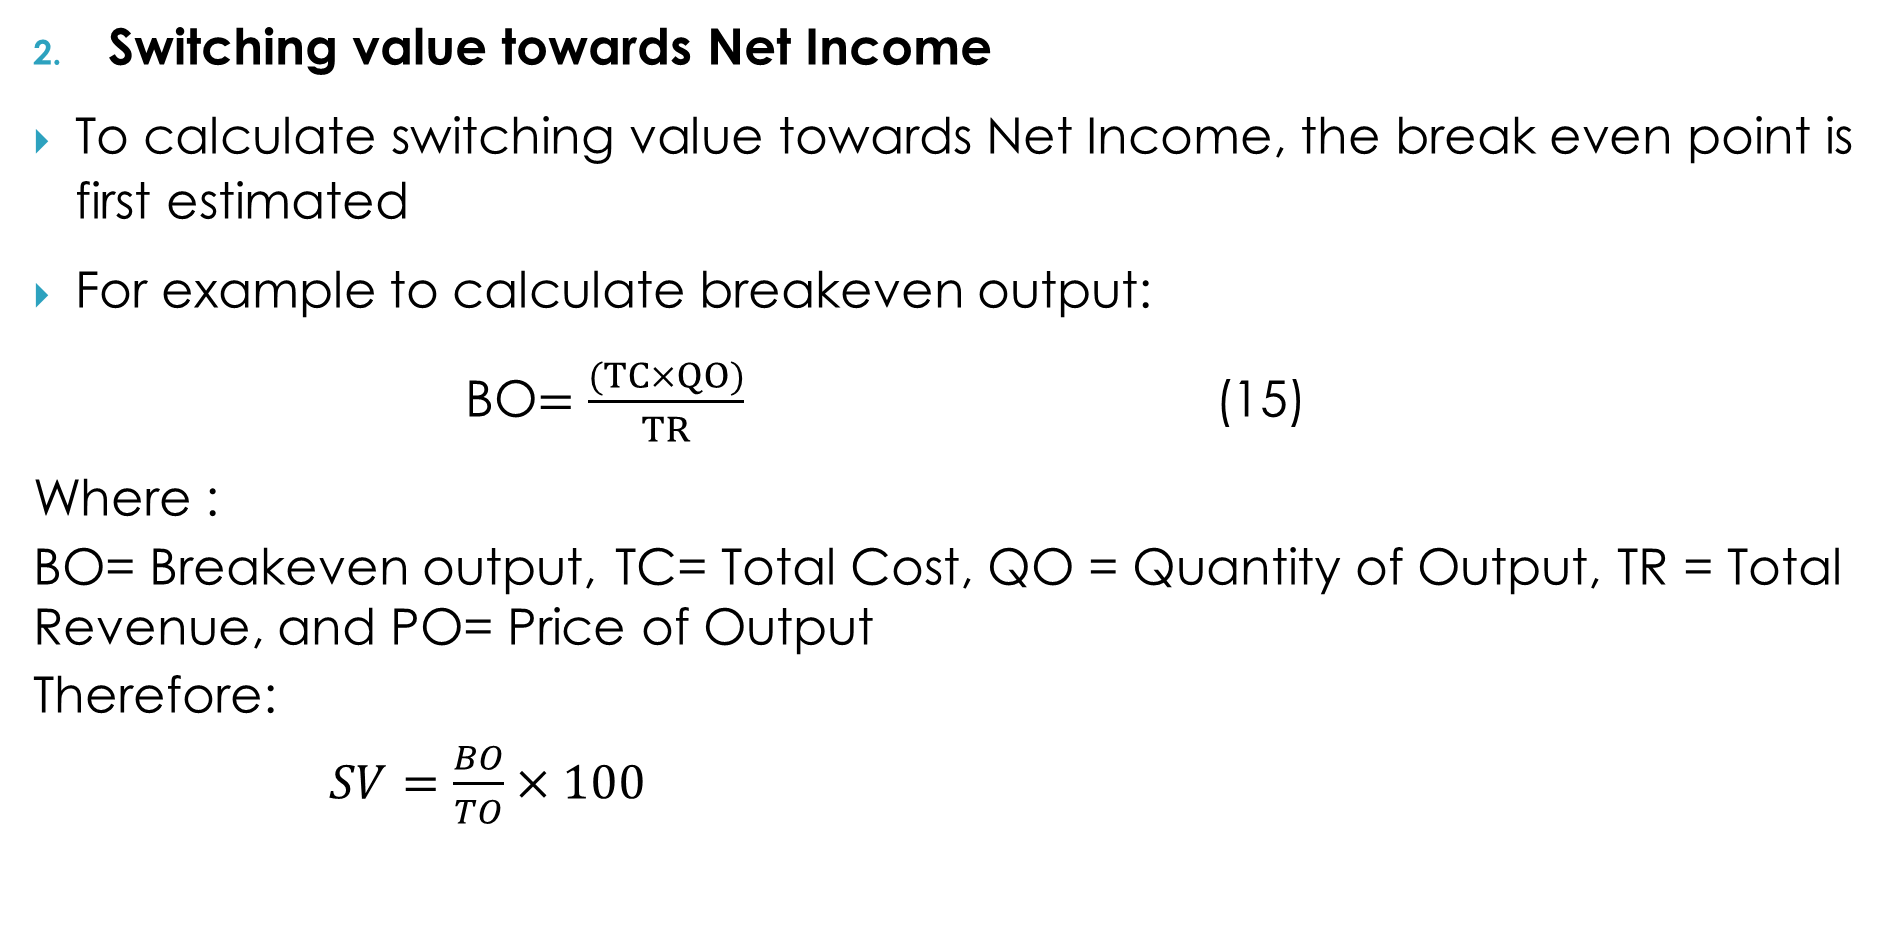 2. Switching value towards Net Income
To calculate switching value towards Net Income, the break even point is
first estimated
For example to calculate breakeven output:
BO= (TC×QO)/TR (15)
Where :
BO= Breakeven output, TC= Total Cost, QO = Quantity of Output, TR = Total
Revenue, and PO= Price of Output
Therefore:
SV = BO/TO × 100